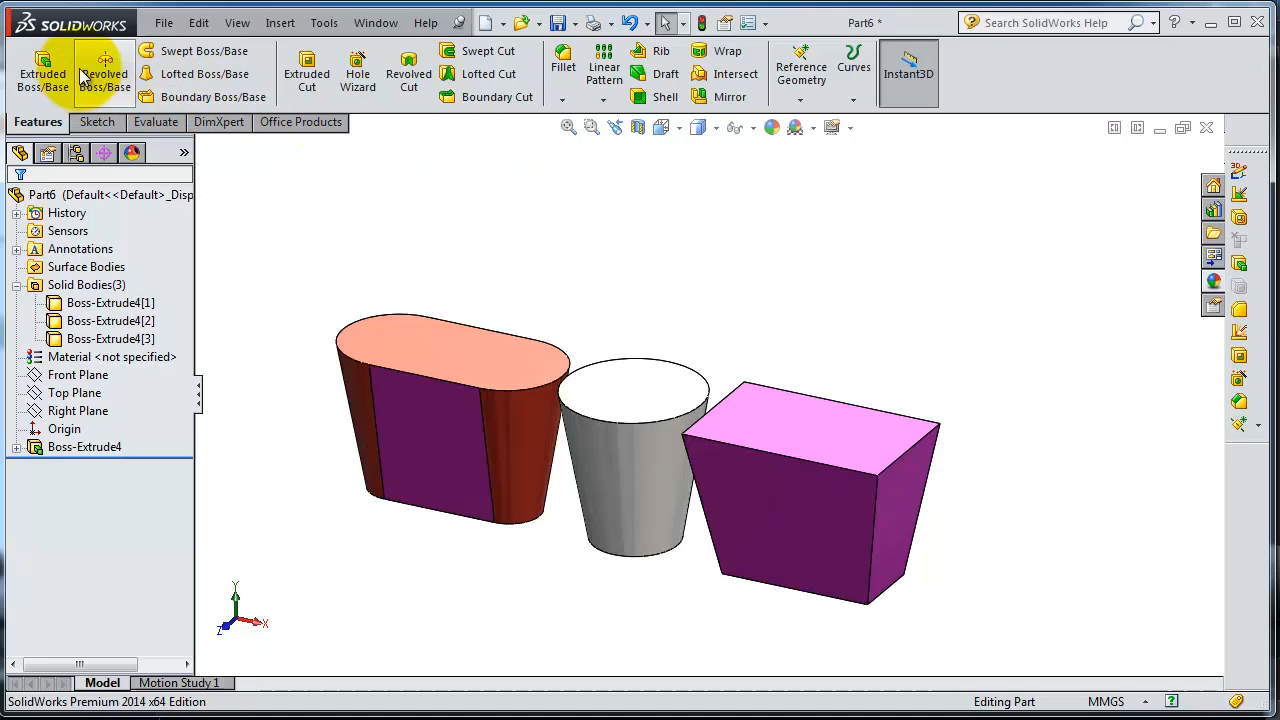 SOLIDWORKS File Edit View Insert Tools Window Help Part6 * Search SolidWorks Help
Extruded Boss/Base
Revolved Boss/Base
Swept Boss/Base
Lofted Boss/Base
Boundary Boss/Base
Extruded Cut
Hole Wizard
Revolved Cut
Swept Cut
Lofted Cut
Boundary Cut
Fillet
Linear Pattern
Rib
Draft
Shell
Wrap
Intersect
Mirror
Reference Geometry
Curves
Instant3D
Features Sketch Evaluate DimXpert Office Products
Part6 (Default<<Default>_Disp
History
Sensors
A Annotations
Surface Bodies
Solid Bodies(3)
Boss-Extrude4[1]
Boss-Extrude4[2]
Boss-Extrude4[3]
Material <not specified>
Front Plane
Top Plane
Right Plane
Origin
Boss-Extrude4
Y
X
Z
3D
Model Motion Study 1
SolidWorks Premium 2014 x64 Edition Editing Part MMGS ?